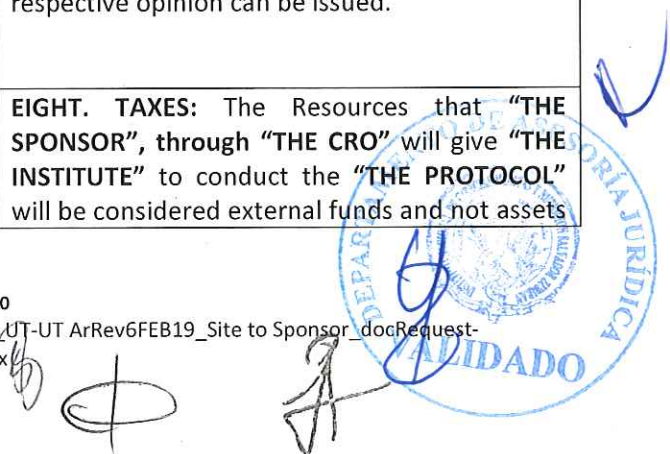 respective opinion can be issued.
EIGHT. TAXES: The Resources that “THE
SPONSOR”, through “THE CRO” will give “THE
INSTITUTE” to conduct the “THE PROTOCOL”
will be considered external funds and not assets
DEPARTAMENTO DE ASESORÍA JURÍDICA
VALIDADO
0
_UT-UT ArRev6FEB19_Site to Sponsor_docRequest-
x